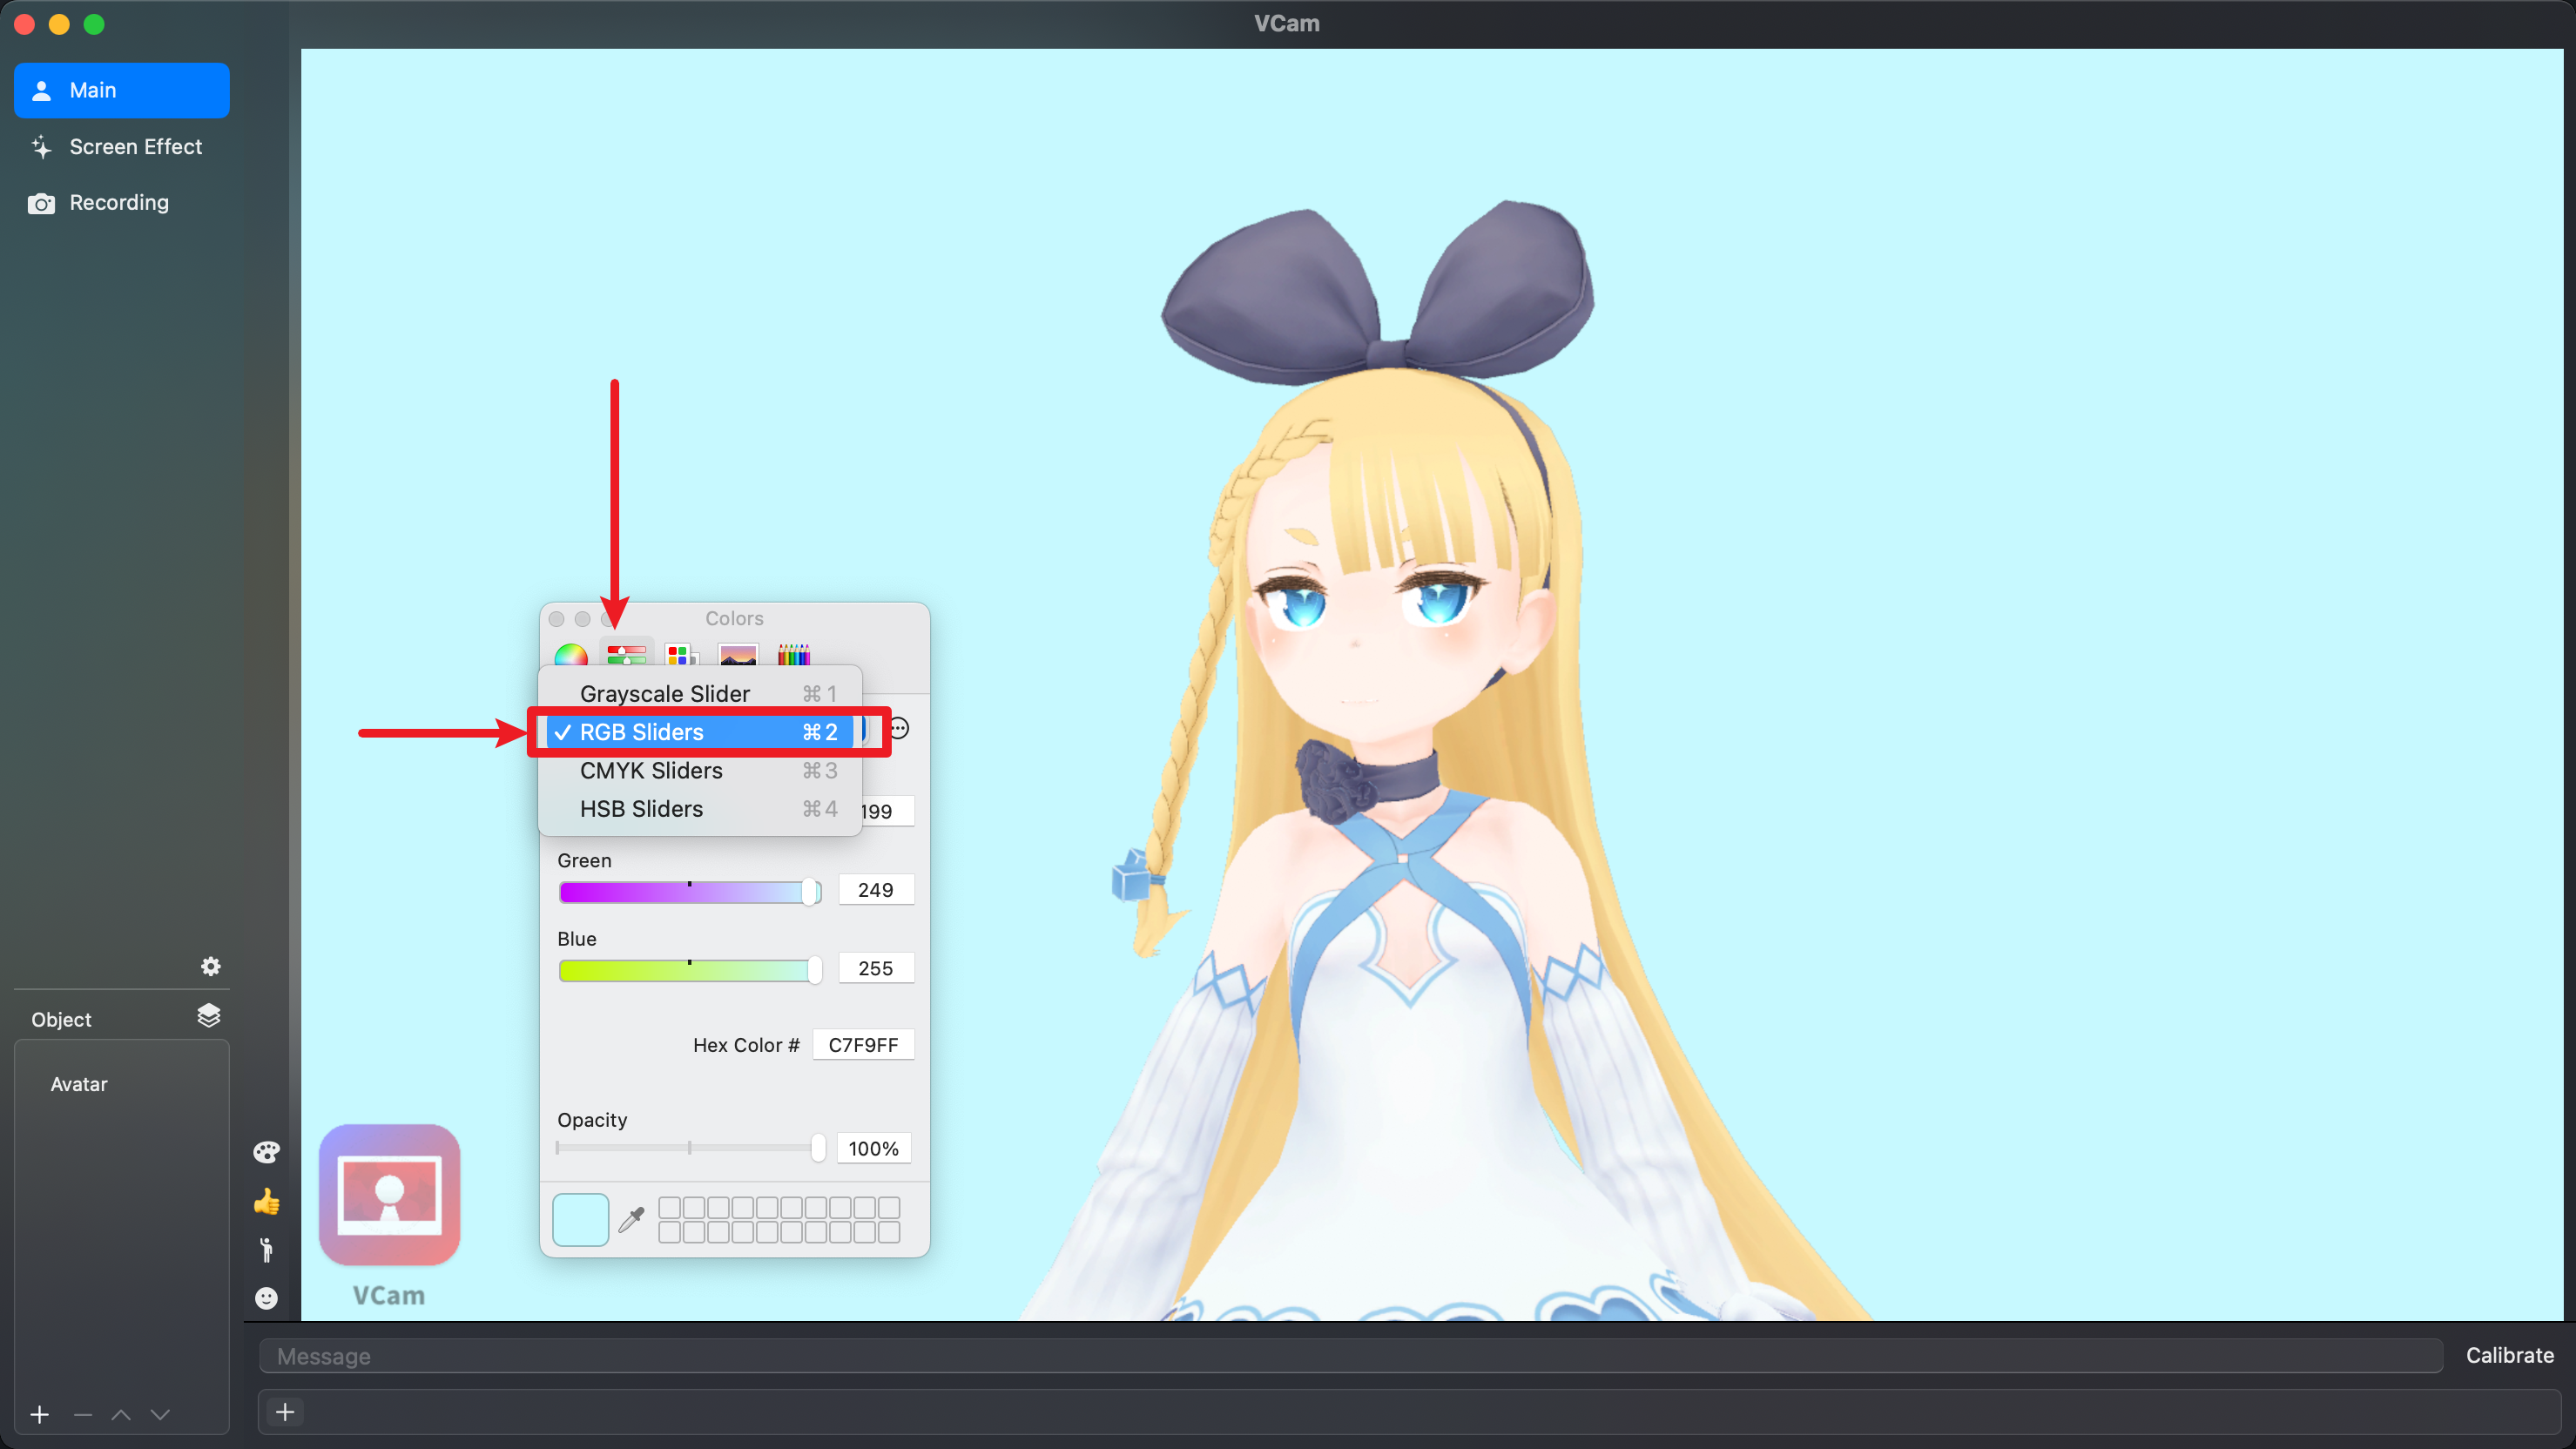 VCam
Main
Screen Effect
Recording
Colors
Grayscale Slider ⌘1
✓ RGB Sliders ⌘2
CMYK Sliders ⌘3
HSB Sliders ⌘4
199
Green
249
Blue
255
Hex Color # C7F9FF
Opacity
100%
Object
Avatar
VCam
Message
Calibrate